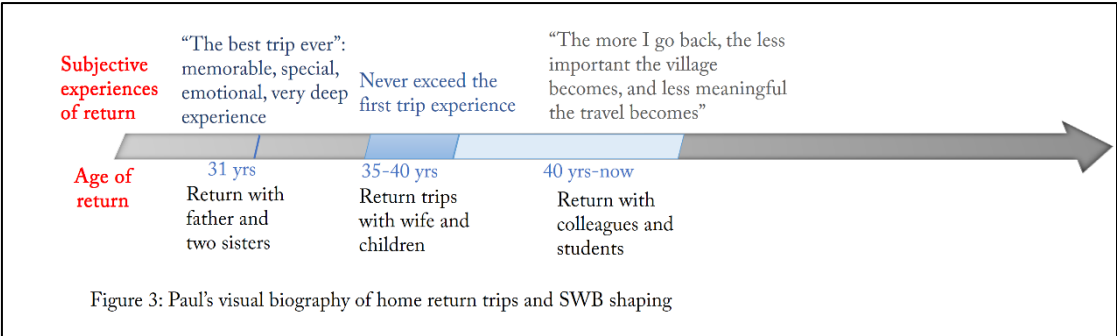 Subjective
experiences
of return
“The best trip ever”:
memorable, special,
emotional, very deep
experience
Never exceed the
first trip experience
“The more I go back, the less
important the village
becomes, and less meaningful
the travel becomes”
Age of
return
31 yrs
Return with
father and
two sisters
35-40 yrs
Return trips
with wife and
children
40 yrs-now
Return with
colleagues and
students
Figure 3: Paul’s visual biography of home return trips and SWB shaping